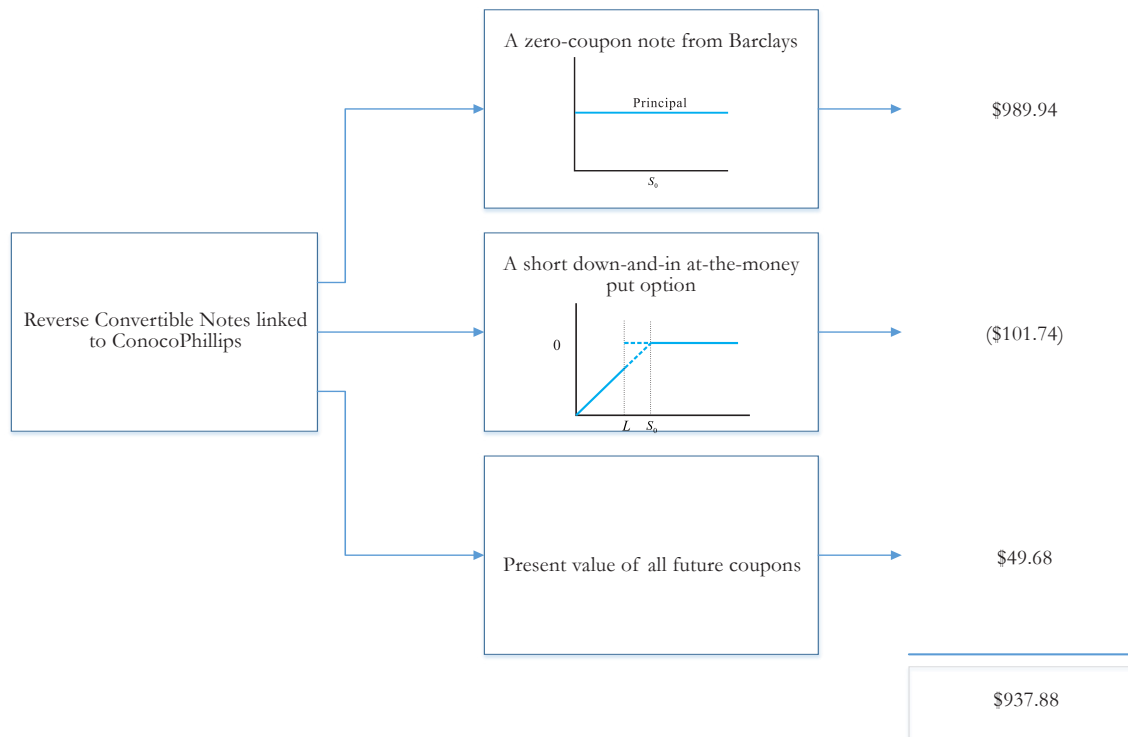 A zero-coupon note from Barclays
Principal
S₀
$989.94
Reverse Convertible Notes linked
to ConocoPhillips
A short down-and-in at-the-money
put option
0
L S₀
($101.74)
Present value of all future coupons
$49.68
$937.88